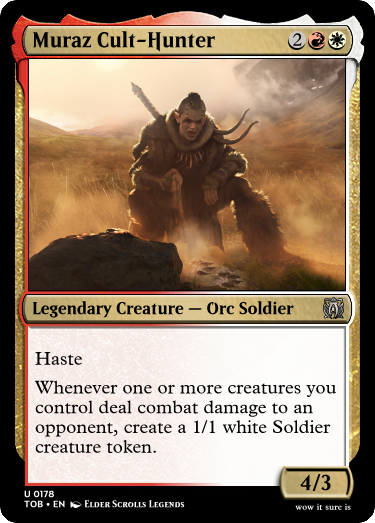 Muraz Cult-Hunter 2
Legendary Creature — Orc Soldier
Haste
Whenever one or more creatures you
control deal combat damage to an
opponent, create a 1/1 white Soldier
creature token.
4/3
U 0178
TOB • EN Elder Scrolls Legends
wow it sure is